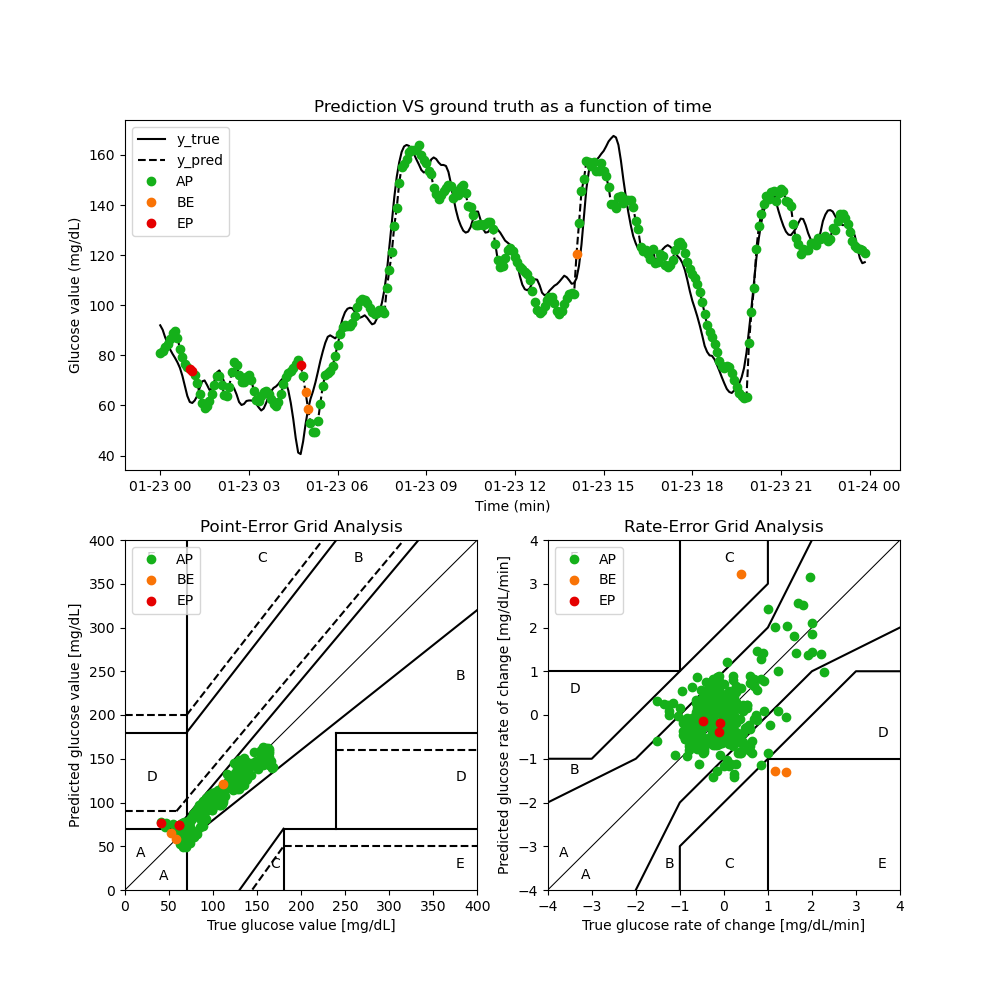 Prediction VS ground truth as a function of time
Glucose value (mg/dL)
160
140
120
100
80
60
40
y_true
y_pred
AP
BE
EP
01-23 00 01-23 03 01-23 06 01-23 09 01-23 12 01-23 15 01-23 18 01-23 21 01-24 00
Time (min)
Point-Error Grid Analysis
Predicted glucose value [mg/dL]
400
350
300
250
200
150
100
50
0
AP
BE
EP
C
B
B
D
D
A
A
C
E
0 50 100 150 200 250 300 350 400
True glucose value [mg/dL]
Rate-Error Grid Analysis
Predicted glucose rate of change [mg/dL/min]
4
3
2
1
0
−1
−2
−3
−4
AP
BE
EP
C
D
D
B
A
A
B
C
E
−4 −3 −2 −1 0 1 2 3 4
True glucose rate of change [mg/dL/min]